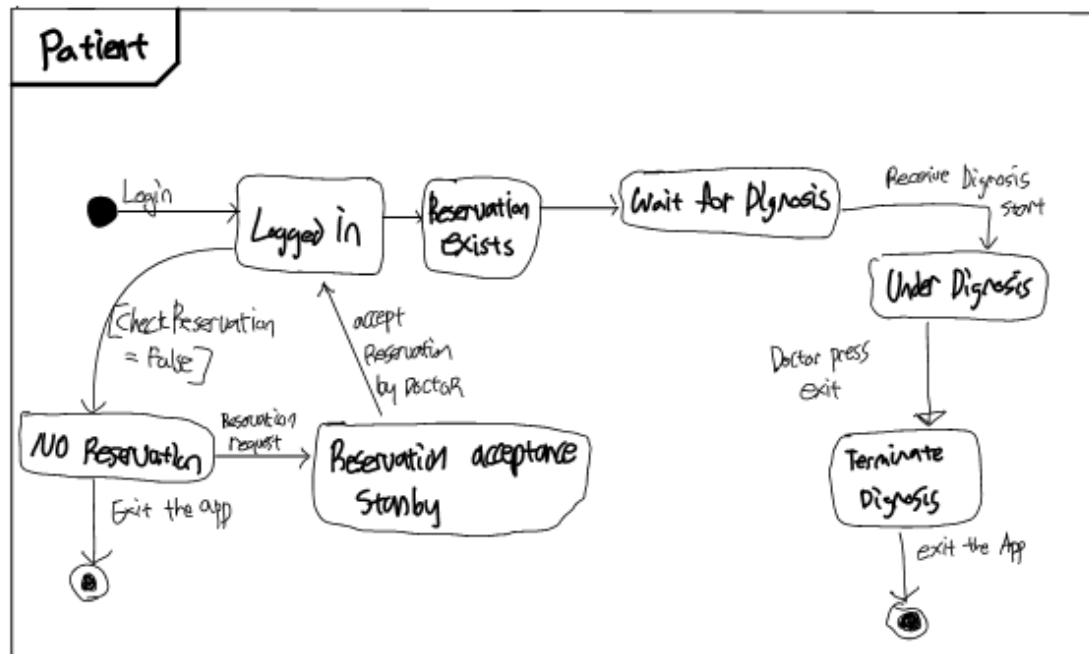 Patient
Login
Logged in
Reservation
exists
Wait for Dignosis
Receive Dignosis
start
Under Dignosis
[CheckReservation
= False]
accept
Reservation
by Doctor
Doctor press
exit
NO Reservation
Reservation
request
Reservation acceptance
Stanby
Terminate
Dignosis
Exit the app
exit the App